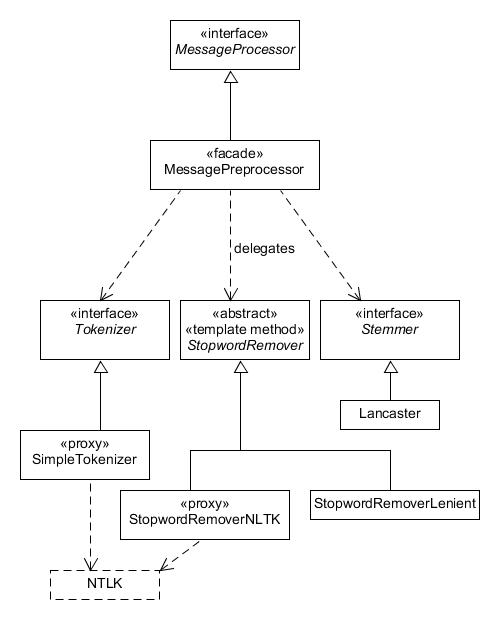 «interface»
MessageProcessor
«facade»
MessagePreprocessor
delegates
«interface»
Tokenizer
«abstract»
«template method»
StopwordRemover
«interface»
Stemmer
Lancaster
«proxy»
SimpleTokenizer
«proxy»
StopwordRemoverNLTK
StopwordRemoverLenient
NTLK